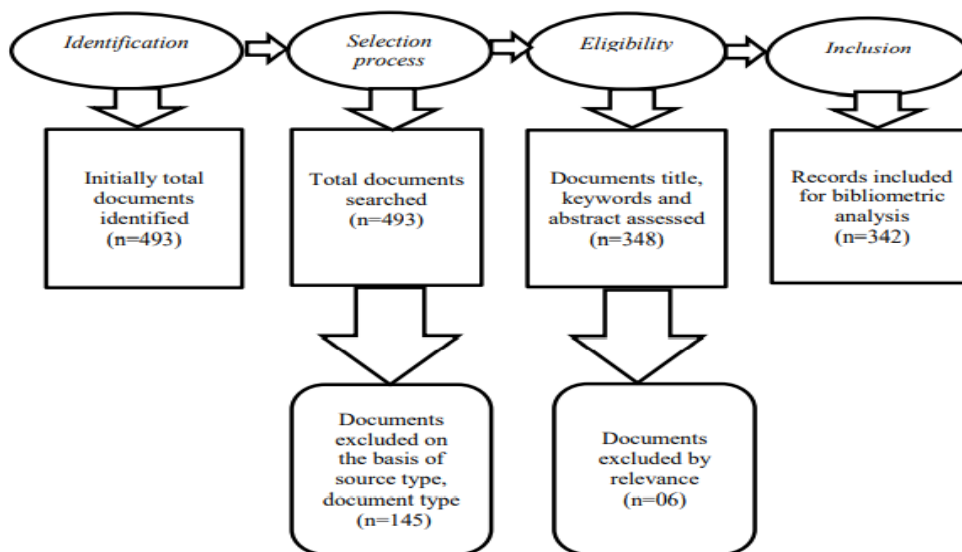 Identification
Selection
process
Eligibility
Inclusion
Initially total
documents
identified
(n=493)
Total documents
searched
(n=493)
Documents title,
keywords and
abstract assessed
(n=348)
Records included
for bibliometric
analysis
(n=342)
Documents
excluded on
the basis of
source type,
document type
(n=145)
Documents
excluded by
relevance
(n=06)